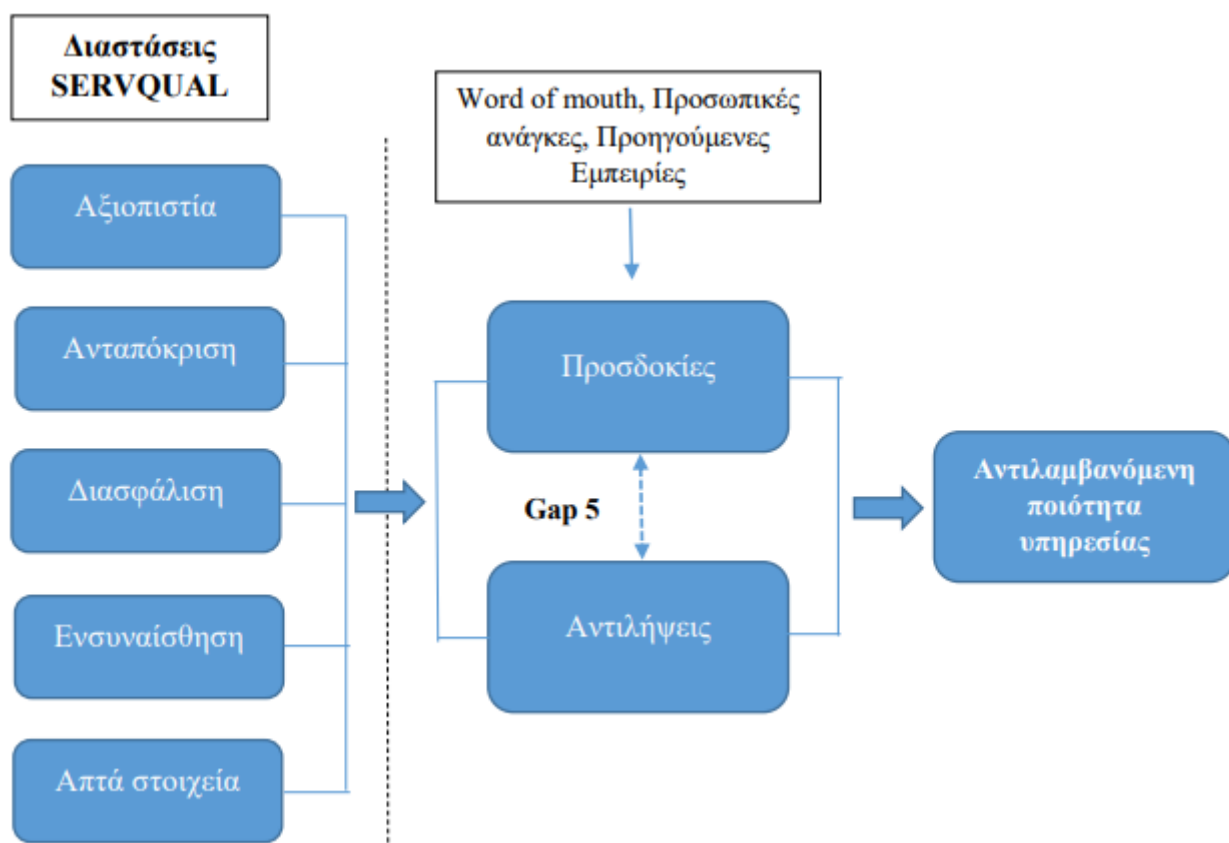 Διαστάσεις
SERVQUAL
Αξιοπιστία
Ανταπόκριση
Διασφάλιση
Ενσυναίσθηση
Απτά στοιχεία
Word of mouth, Προσωπικές
ανάγκες, Προηγούμενες
Εμπειρίες
Προσδοκίες
Gap 5
Αντιλήψεις
Αντιλαμβανόμενη
ποιότητα
υπηρεσίας